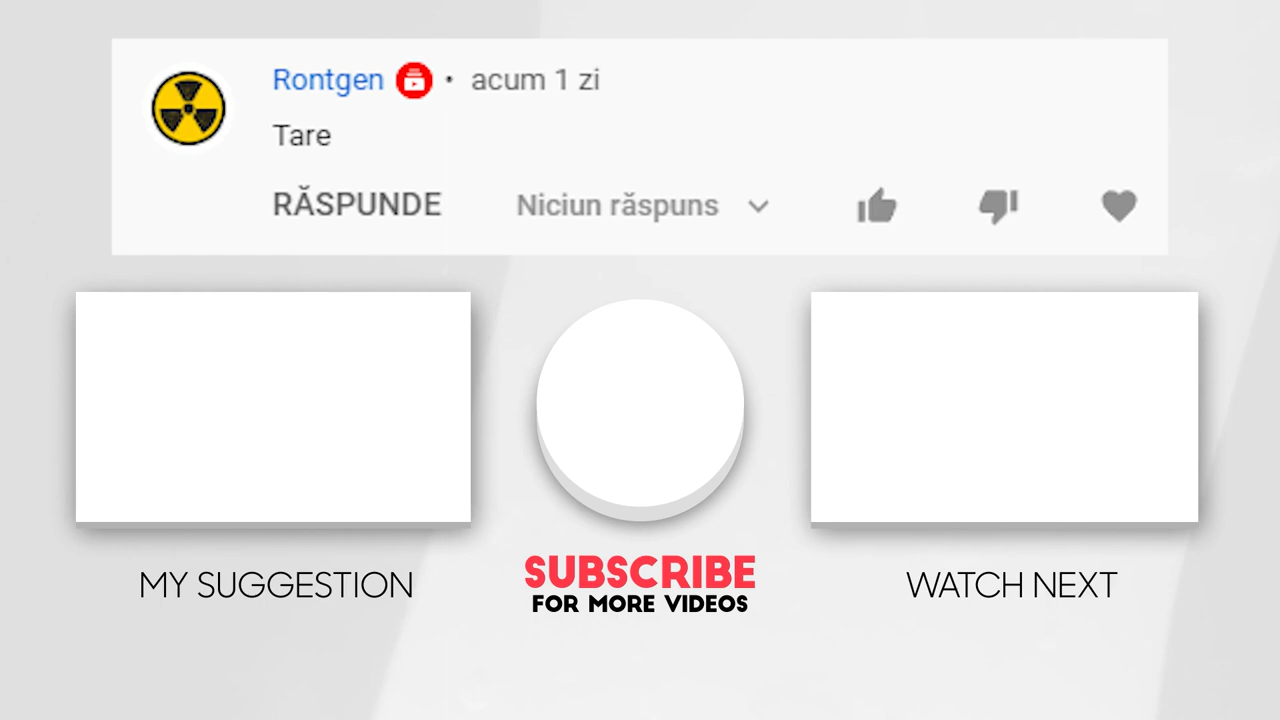 Rontgen • acum 1 zi
Tare
RĂSPUNDE Niciun răspuns
MY SUGGESTION
SUBSCRIBE
FOR MORE VIDEOS
WATCH NEXT